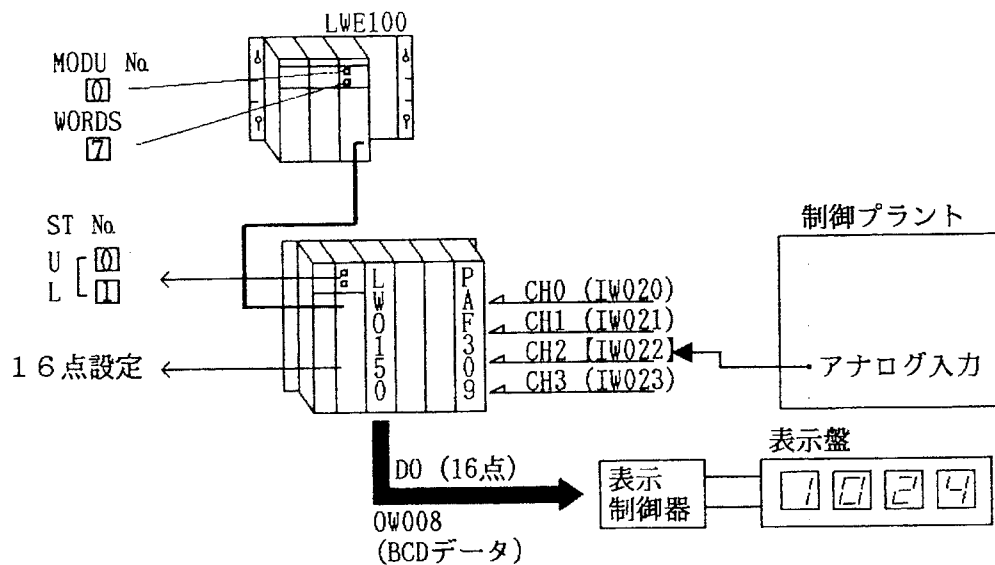 LWE100
MODU No.
0
WORDS
7
ST No.
U 0
L 1
16点設定
LWO150
PAF309
CH0 (IW020)
CH1 (IW021)
CH2【IW022】
CH3 (IW023)
制御プラント
アナログ入力
DO (16点)
OW008
(BCDデータ)
表示
制御器
表示盤
1024